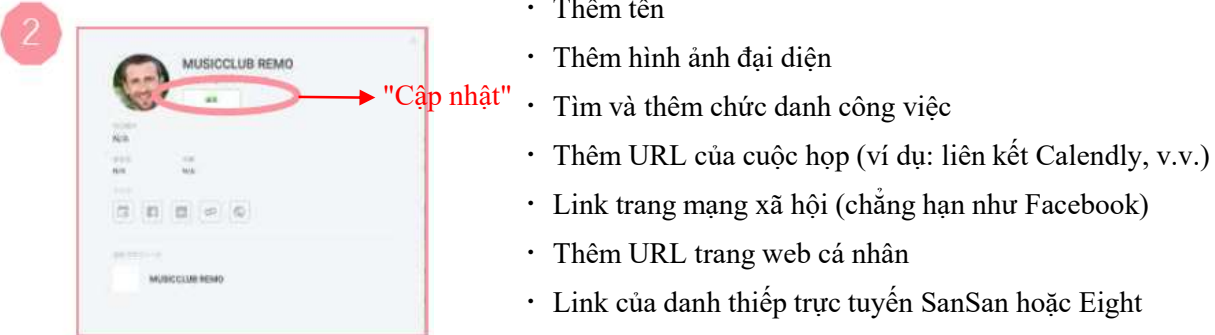 2
MUSICCLUB REMO
"Cập nhật"
N/A
N/A
N/A
MUSICCLUB REMO
・ Thêm tên
・ Thêm hình ảnh đại diện
・ Tìm và thêm chức danh công việc
・ Thêm URL của cuộc họp (ví dụ: liên kết Calendly, v.v.)
・ Link trang mạng xã hội (chẳng hạn như Facebook)
・ Thêm URL trang web cá nhân
・ Link của danh thiếp trực tuyến SanSan hoặc Eight